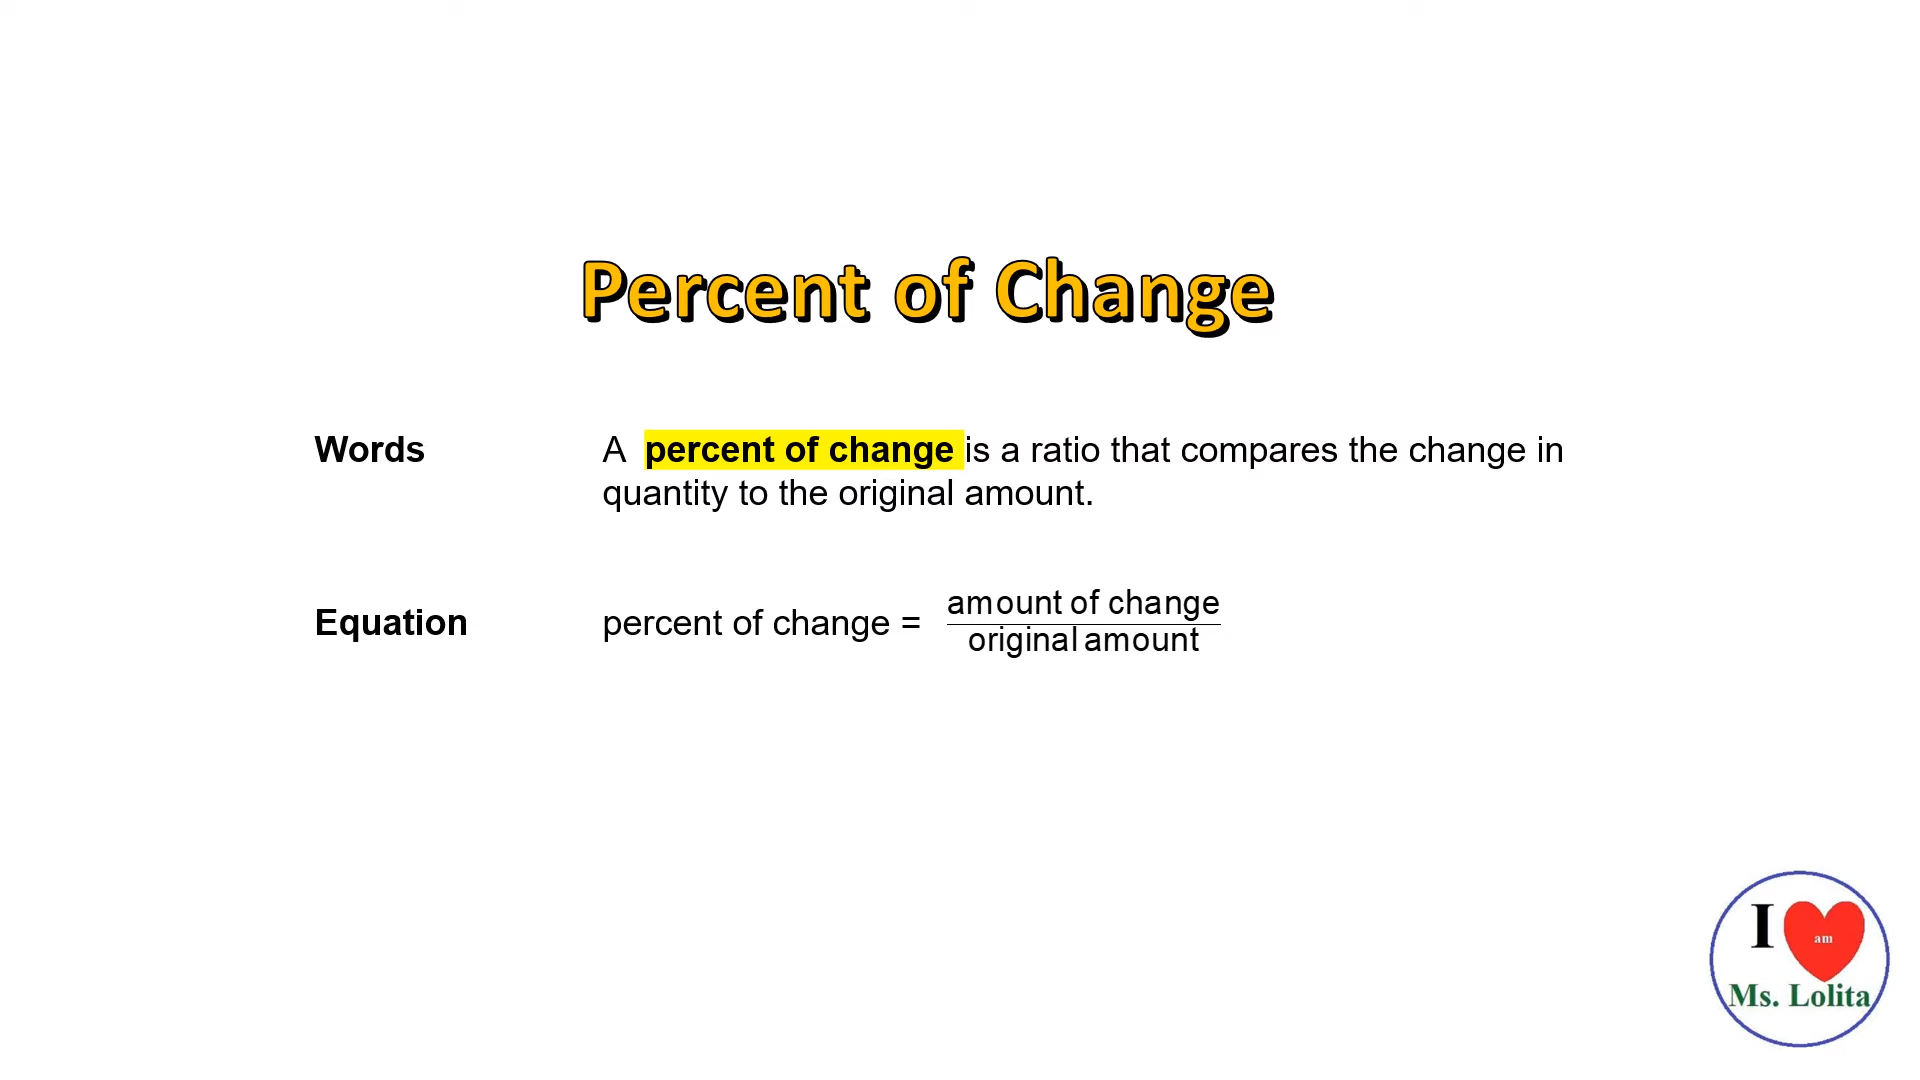 Percent of Change
Words
A percent of change is a ratio that compares the change in
quantity to the original amount.
Equation
percent of change = amount of change
original amount
I am
Ms. Lolita